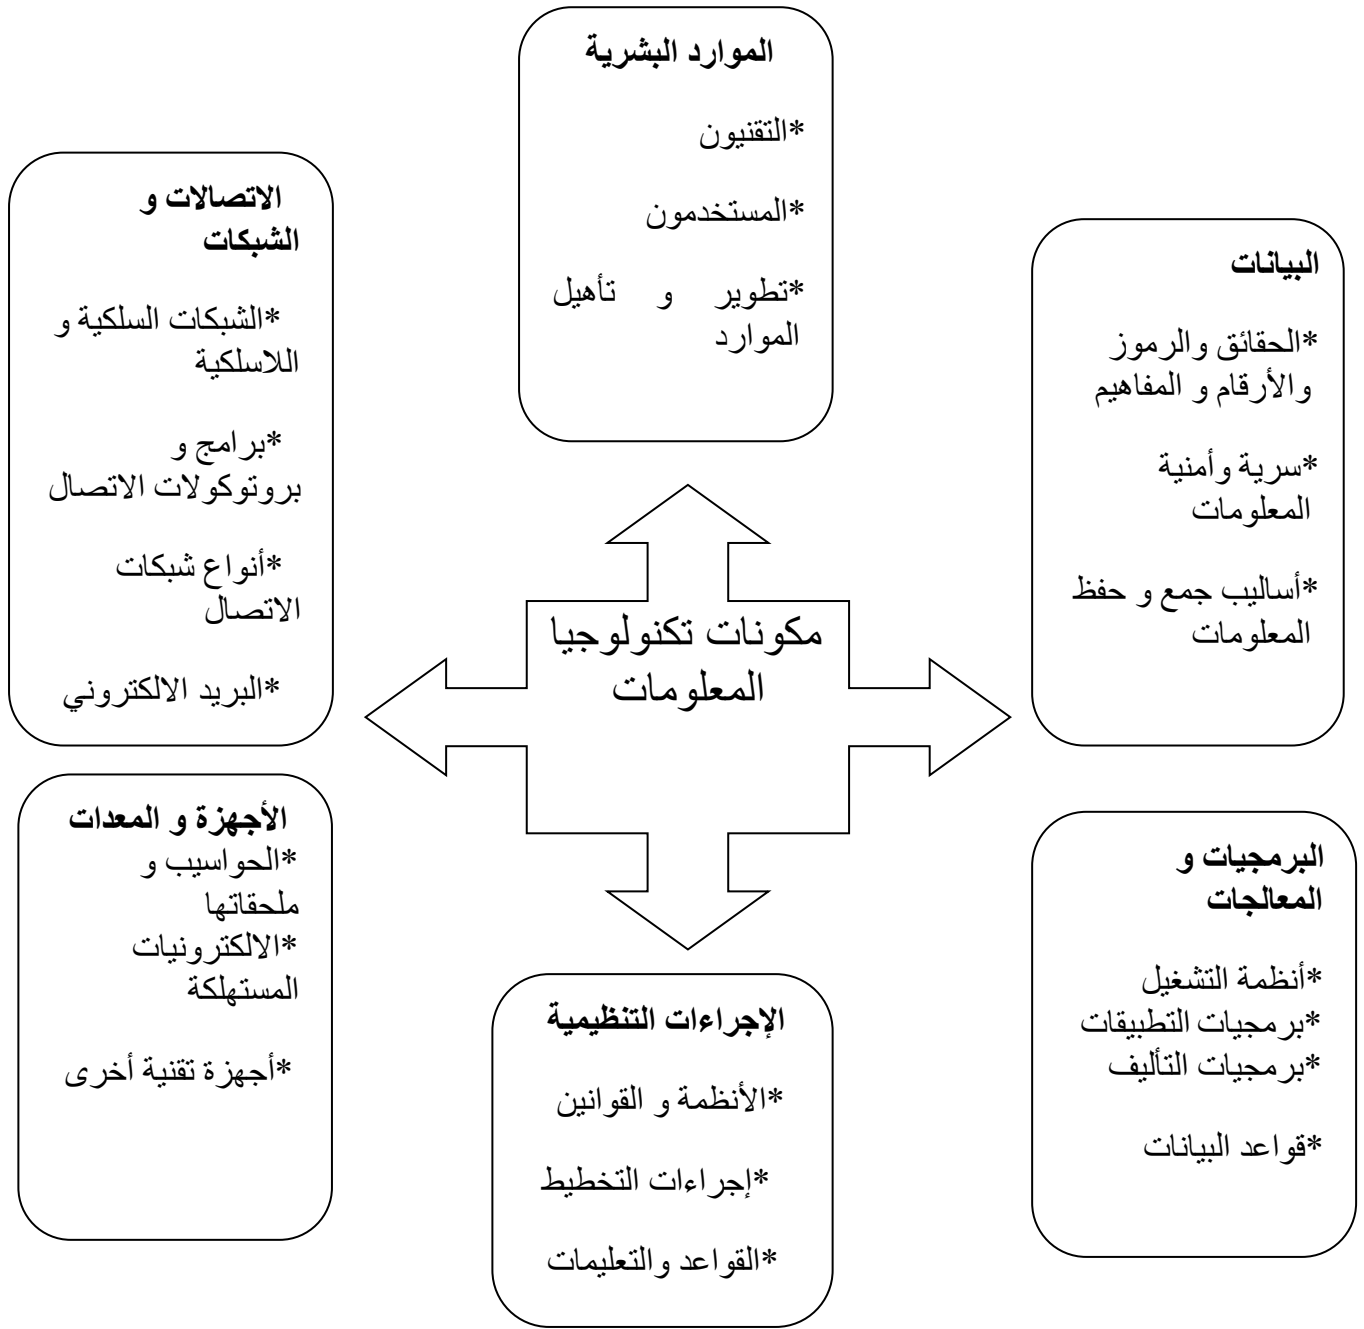 الموارد البشرية
*التقنيون
*المستخدمون
*تطوير و تأهيل
الموارد
البيانات
*الحقائق والرموز
والأرقام و المفاهيم
*سرية وأمنية
المعلومات
*أساليب جمع و حفظ
المعلومات
الاتصالات و
الشبكات
*الشبكات السلكية و
اللاسلكية
*برامج و
بروتوكولات الاتصال
*أنواع شبكات
الاتصال
*البريد الالكتروني
مكونات تكنولوجيا
المعلومات
البرمجيات و
المعالجات
*أنظمة التشغيل
*برمجيات التطبيقات
*برمجيات التأليف
*قواعد البيانات
الأجهزة و المعدات
*الحواسيب و
ملحقاتها
*الالكترونيات
المستهلكة
*أجهزة تقنية أخرى
الإجراءات التنظيمية
*الأنظمة و القوانين
*إجراءات التخطيط
*القواعد والتعليمات